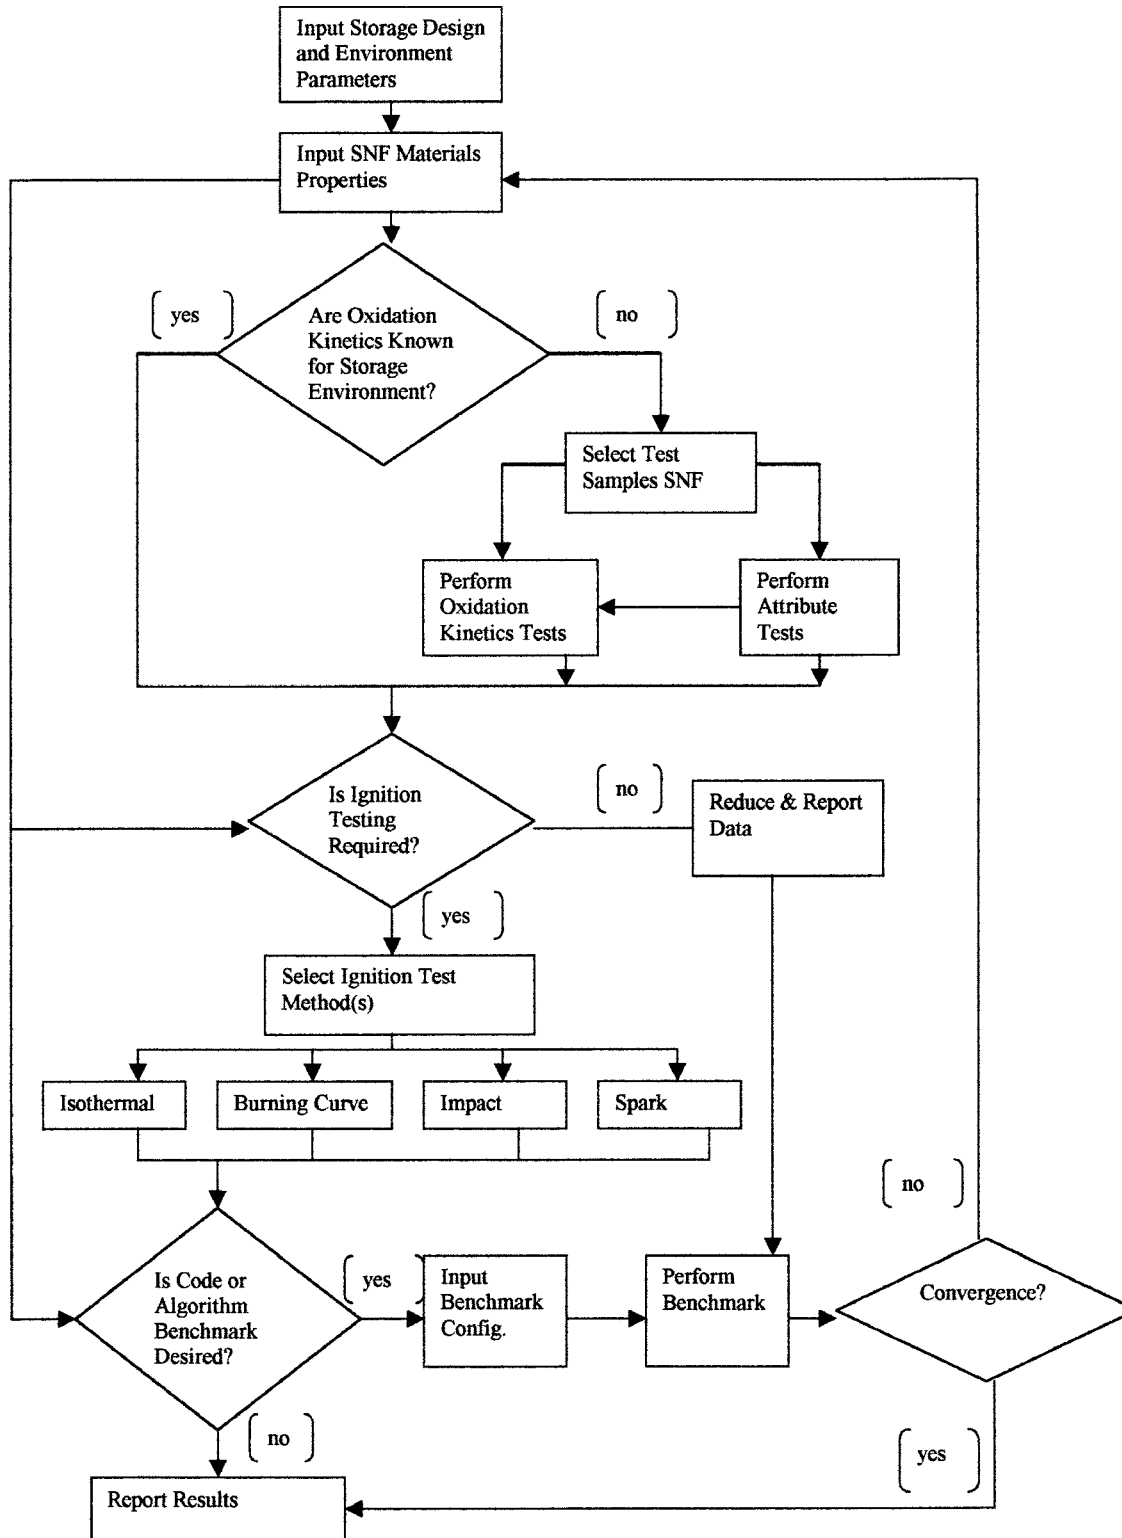 Input Storage Design
and Environment
Parameters
Input SNF Materials
Properties
yes
Are Oxidation
Kinetics Known
for Storage
Environment?
no
Select Test
Samples SNF
Perform
Oxidation
Kinetics Tests
Perform
Attribute
Tests
Is Ignition
Testing
Required?
no
Reduce & Report
Data
yes
Select Ignition Test
Method(s)
Isothermal
Burning Curve
Impact
Spark
no
Is Code or
Algorithm
Benchmark
Desired?
yes
Input
Benchmark
Config.
Perform
Benchmark
Convergence?
no
yes
Report Results